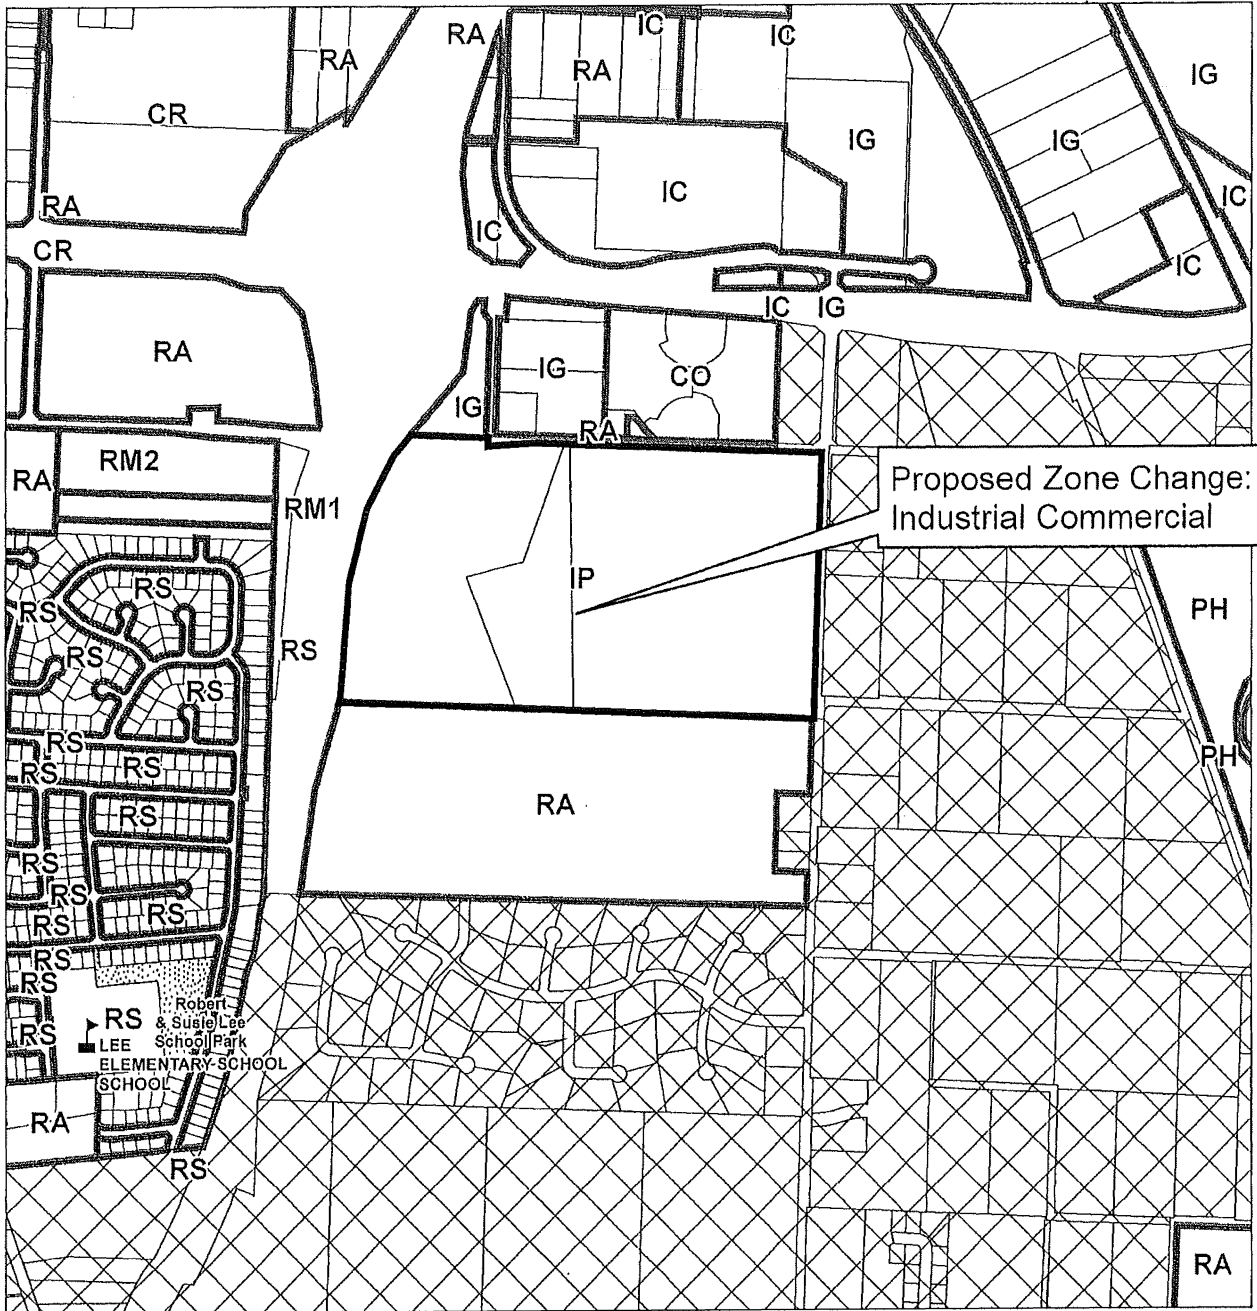 RA
IC
IC
RA
RA
IG
CR
IG
IG
IC
IC
RA
IC
IC
CR
IC
IG
RA
IG
CO
IG
RA
RM2
RA
Proposed Zone Change:
Industrial Commercial
RM1
IP
RS
RS
PH
RS
RS
RS
RS
RS
PH
RS
RS
RA
RS
RS
RS
RS
RS
RS
RS
RS
Robert
& Susie Lee
School Park
RS
LEE
ELEMENTARY SCHOOL
SCHOOL
RA
RS
RA